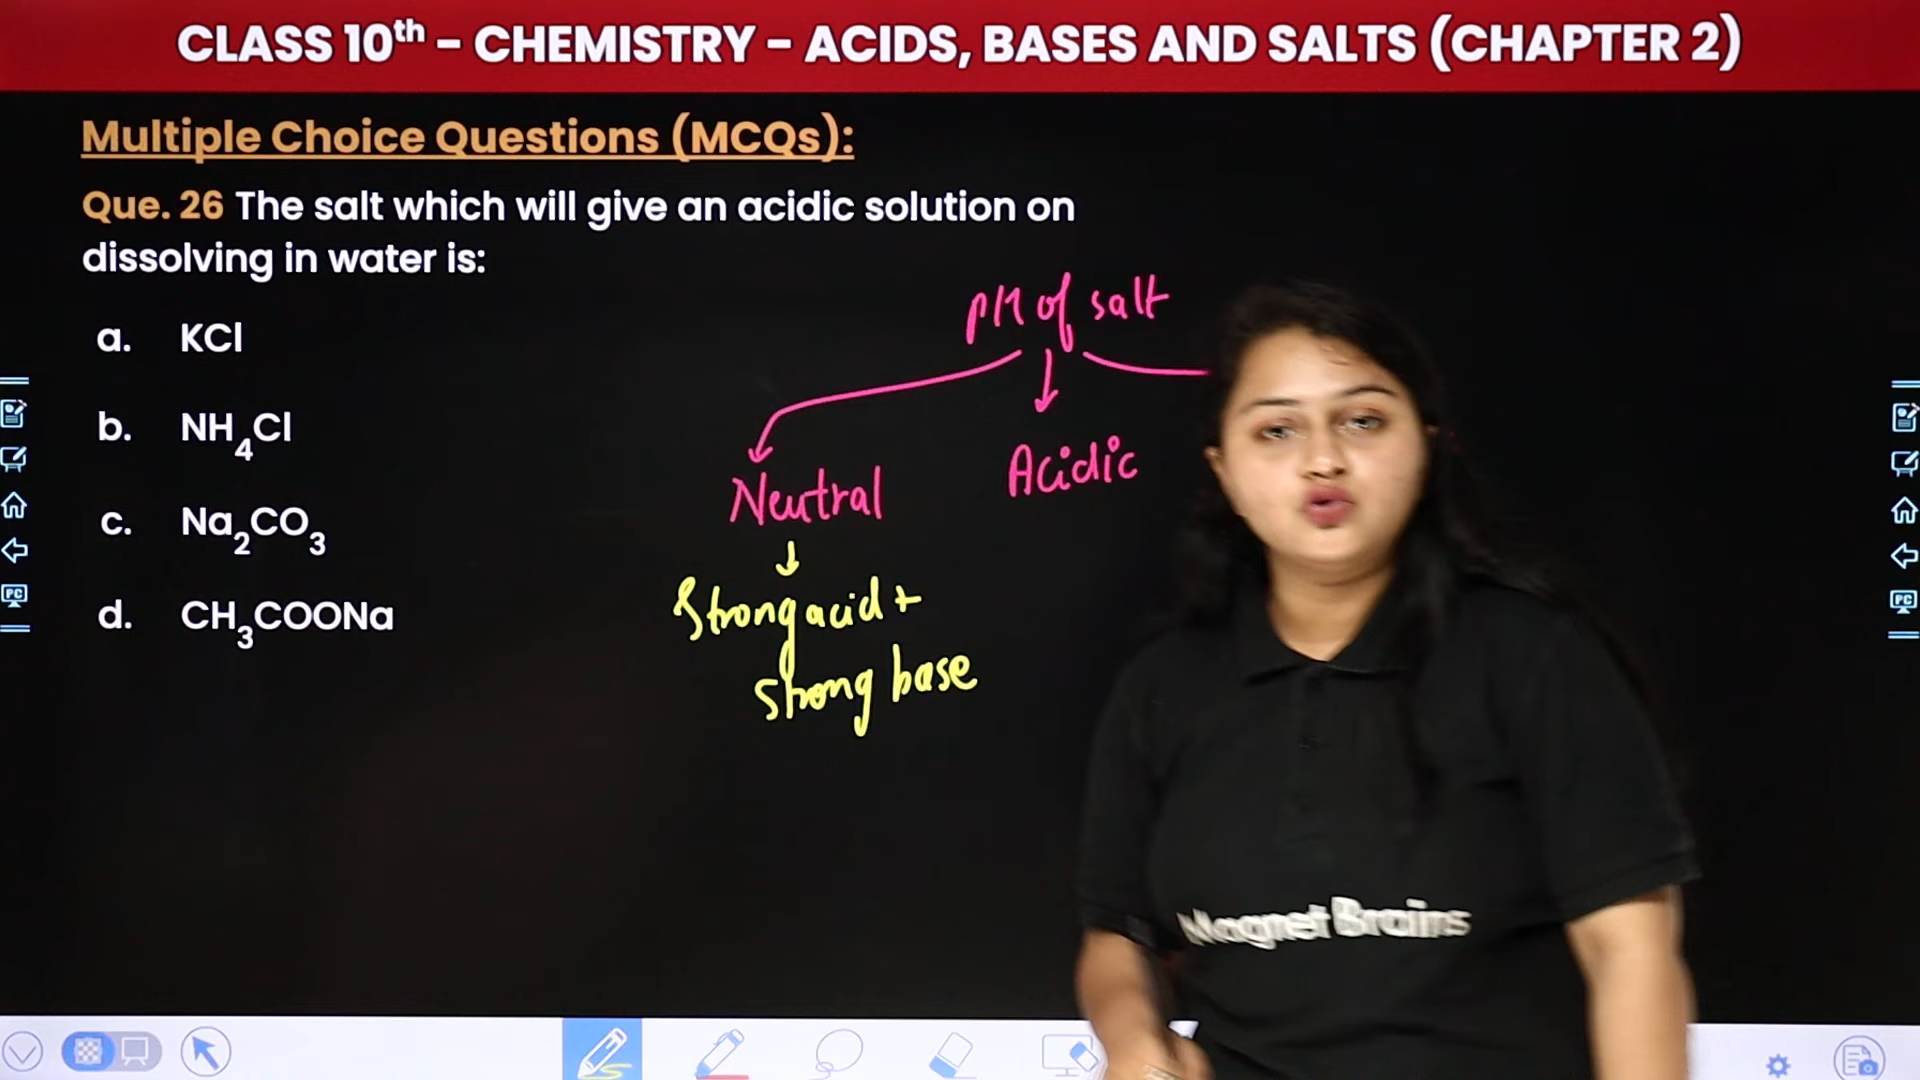 CLASS 10th - CHEMISTRY - ACIDS, BASES AND SALTS (CHAPTER 2)
Multiple Choice Questions (MCQs):
Que. 26 The salt which will give an acidic solution on
dissolving in water is:
a. KCl
b. NH4Cl
c. Na2CO3
d. CH3COONa
pH of salt
Neutral
Acidic
Strong acid +
strong base
Magnet Brains
PC
PC